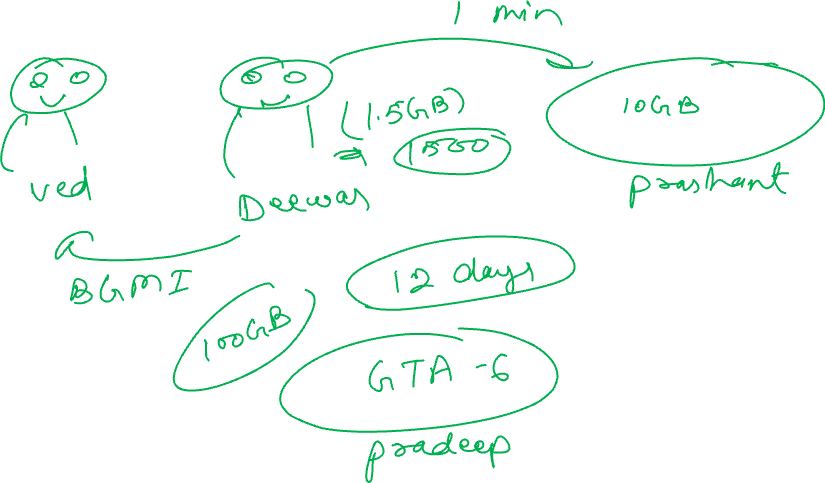 1 min
(1.5GB)
1500
10GB
ved
Deewas
prashant
BGMI
12 days
100GB
GTA-6
pradeep